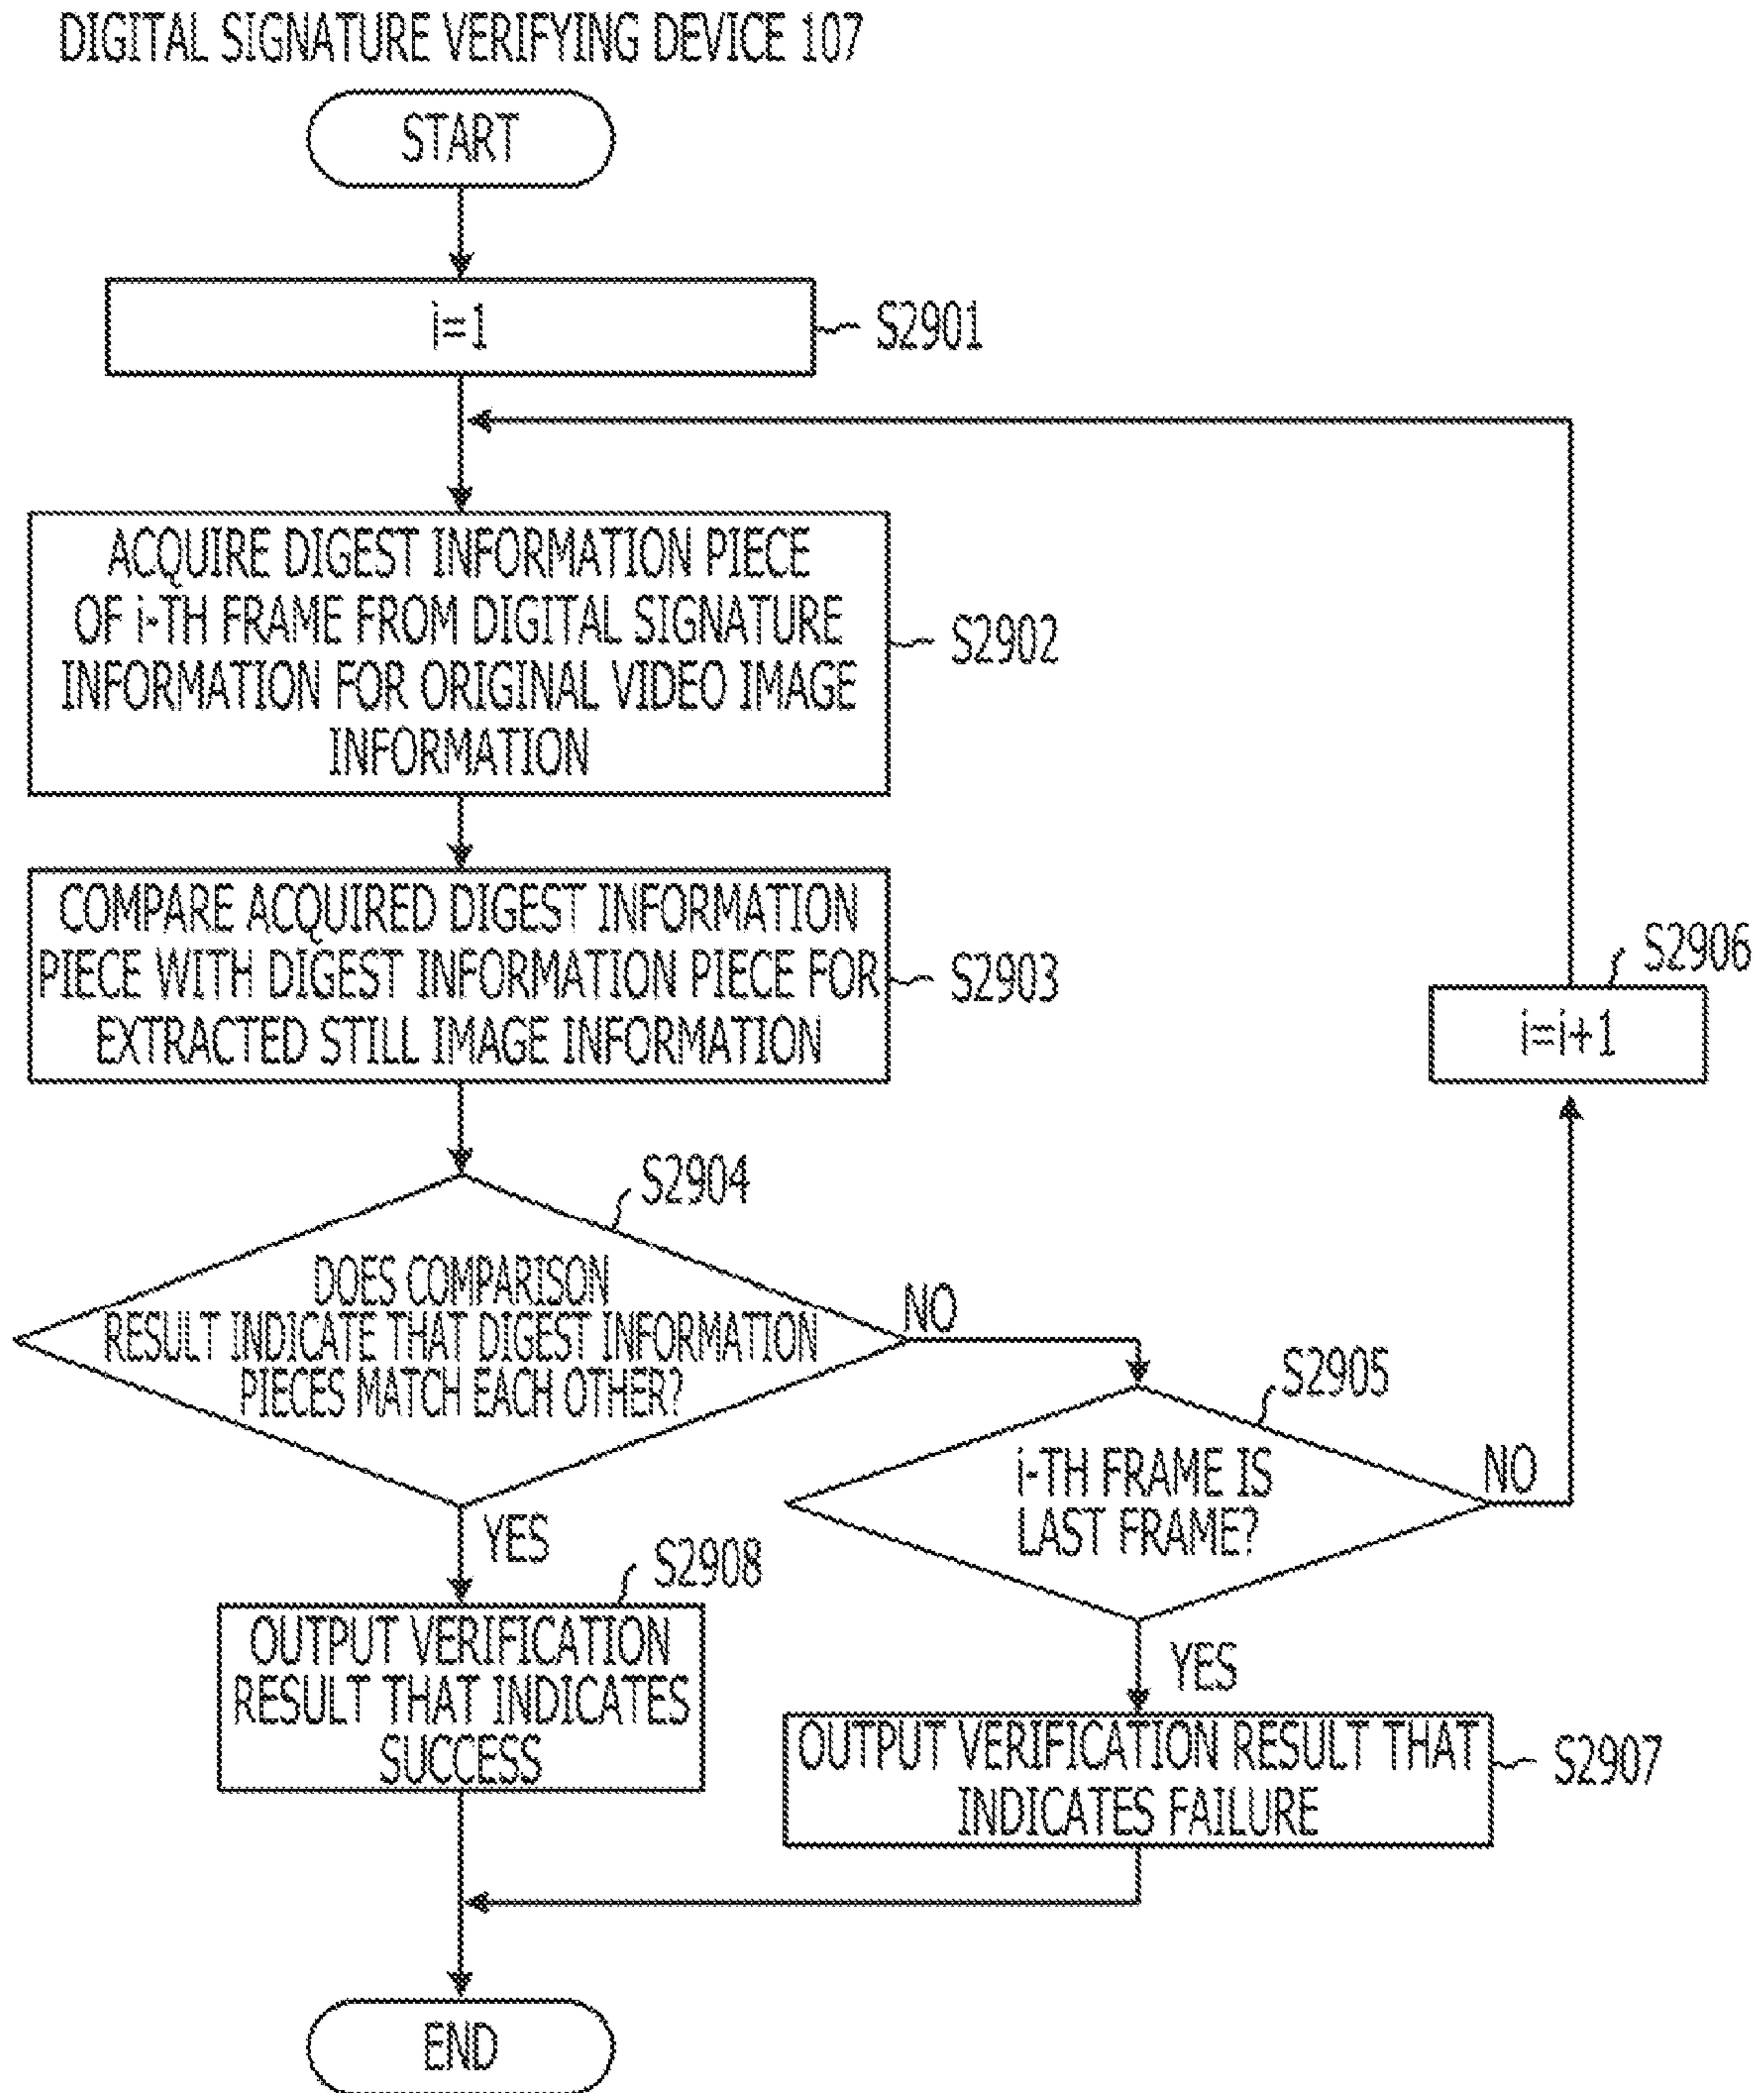 DIGITAL SIGNATURE VERIFYING DEVICE 107
START
i=1
S2901
ACQUIRE DIGEST INFORMATION PIECE
OF i-TH FRAME FROM DIGITAL SIGNATURE
INFORMATION FOR ORIGINAL VIDEO IMAGE
INFORMATION
S2902
COMPARE ACQUIRED DIGEST INFORMATION
PIECE WITH DIGEST INFORMATION PIECE FOR
EXTRACTED STILL IMAGE INFORMATION
S2903
S2906
i=i+1
S2904
DOES COMPARISON
RESULT INDICATE THAT DIGEST INFORMATION
PIECES MATCH EACH OTHER?
NO
YES
S2905
i-TH FRAME IS
LAST FRAME?
NO
YES
S2908
OUTPUT VERIFICATION
RESULT THAT INDICATES
SUCCESS
OUTPUT VERIFICATION RESULT THAT
INDICATES FAILURE
S2907
END